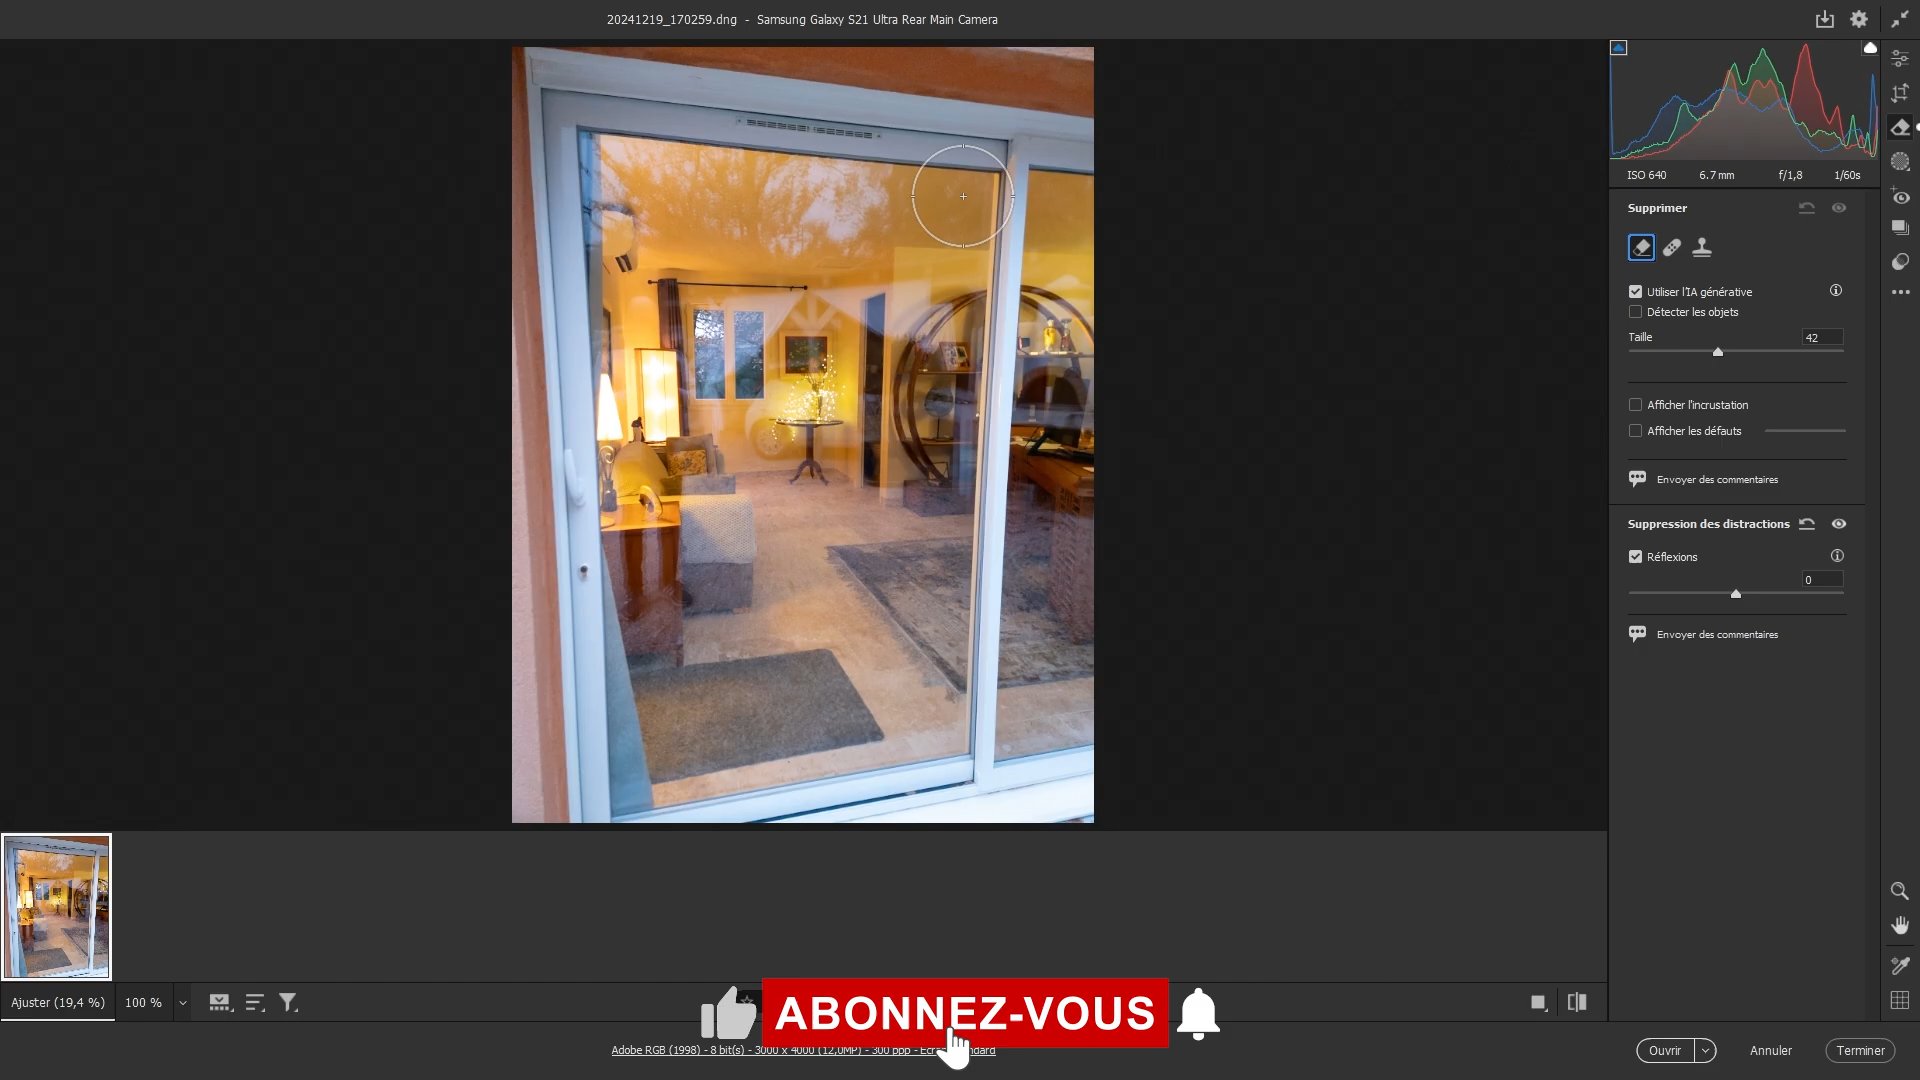 20241219_170259.dng - Samsung Galaxy S21 Ultra Rear Main Camera
ISO 640 6.7 mm f/1,8 1/60s
Supprimer
Utiliser l'IA générative
Détecter les objets
Taille 42
Afficher l'incrustation
Afficher les défauts
Envoyer des commentaires
Suppression des distractions
Réflexions
0
Envoyer des commentaires
Ajuster (19,4 %) 100 %
ABONNEZ-VOUS
Adobe RGB (1998) - 8 bit(s) - 3000 x 4000 (12,0MP) - 300 ppp -
Ouvrir Annuler Terminer